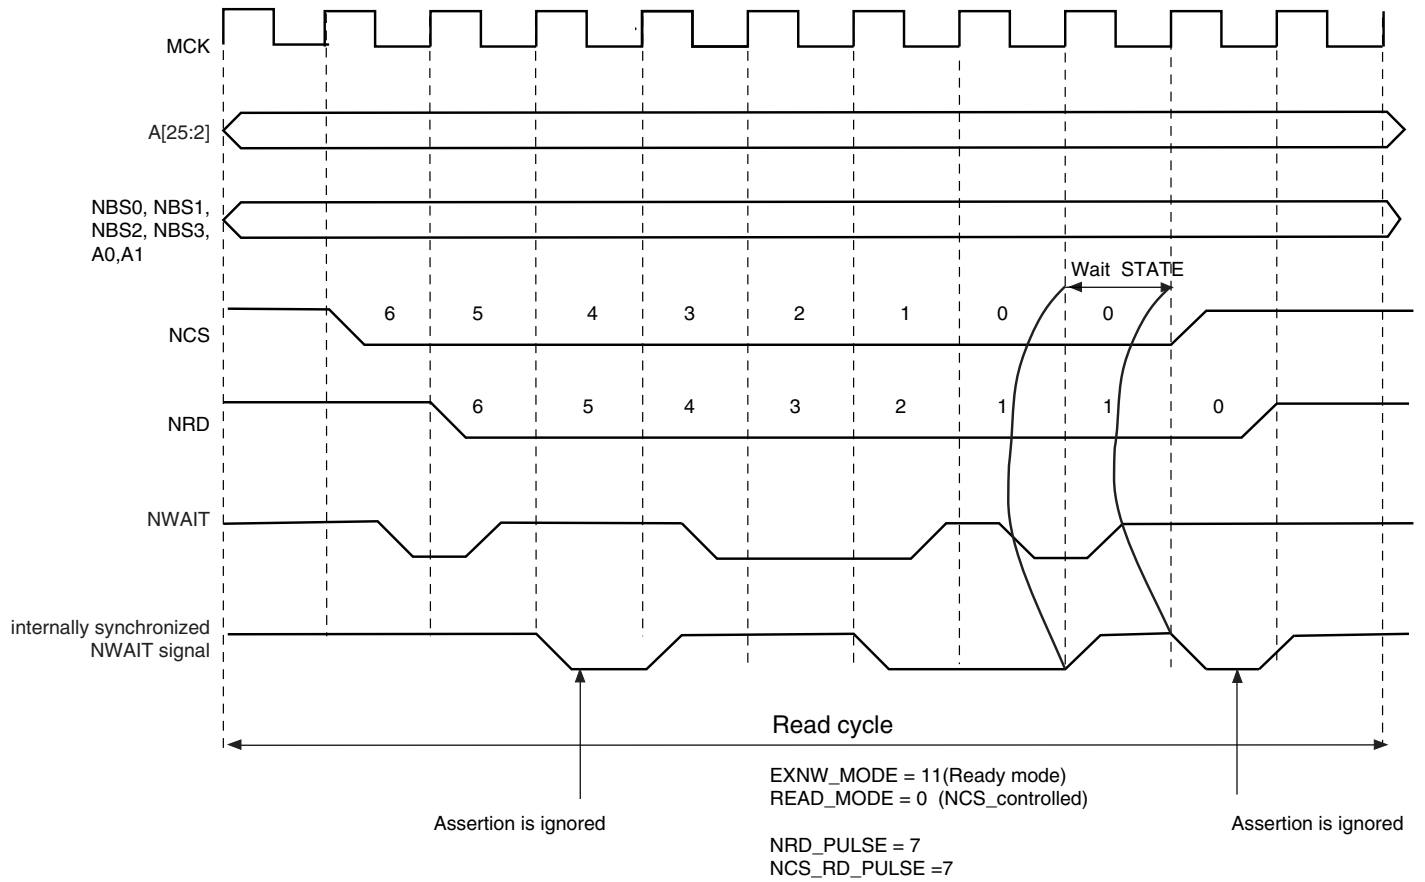 MCK
A[25:2]
NBS0, NBS1,
NBS2, NBS3,
A0,A1
Wait STATE
NCS
6 5 4 3 2 1 0 0
NRD
6 5 4 3 2 1 1 0
NWAIT
internally synchronized
NWAIT signal
Read cycle
EXNW_MODE = 11(Ready mode)
READ_MODE = 0 (NCS_controlled)
Assertion is ignored
Assertion is ignored
NRD_PULSE = 7
NCS_RD_PULSE =7